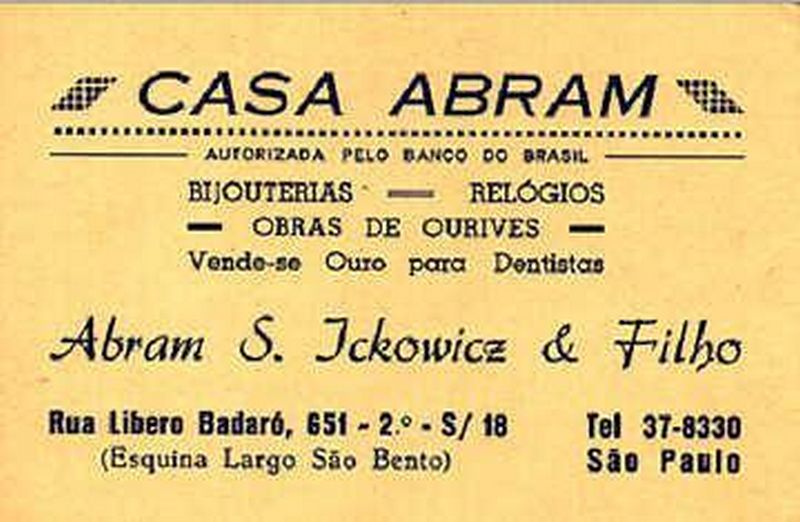 CASA ABRAM
AUTORIZADA PELO BANCO DO BRASIL
BIJOUTERIAS — RELÓGIOS
— OBRAS DE OURIVES —
Vende-se Ouro para Dentistas
Abram S. Ickowicz & Filho
Rua Libero Badaró, 651 - 2.º - S/ 18
(Esquina Largo São Bento)
Tel 37-8330
São Paulo